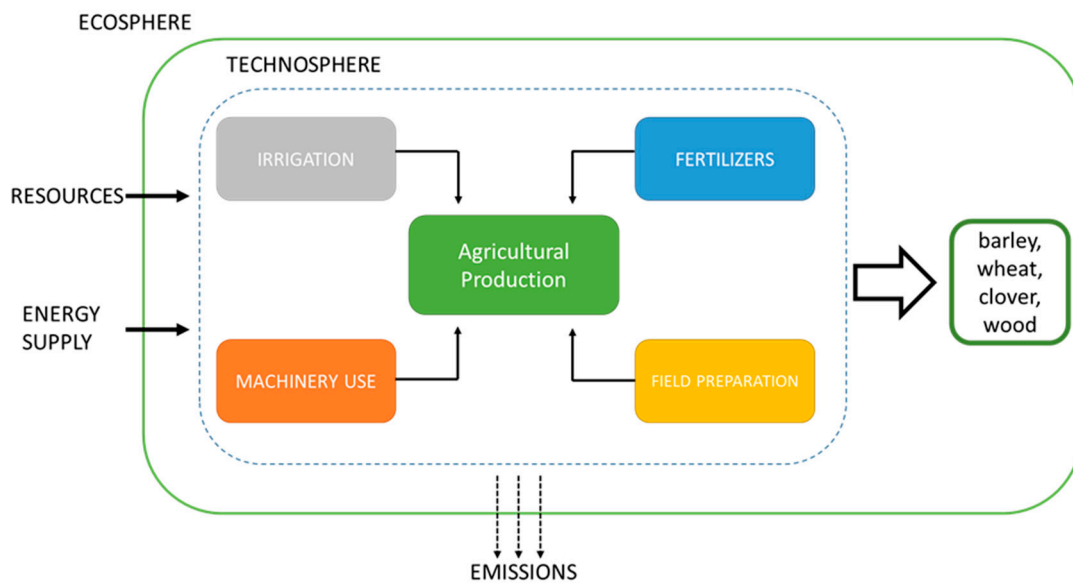 ECOSPHERE
TECHNOSPHERE
IRRIGATION
FERTILIZERS
RESOURCES
Agricultural
Production
barley,
wheat,
clover,
wood
ENERGY
SUPPLY
MACHINERY USE
FIELD PREPARATION
EMISSIONS